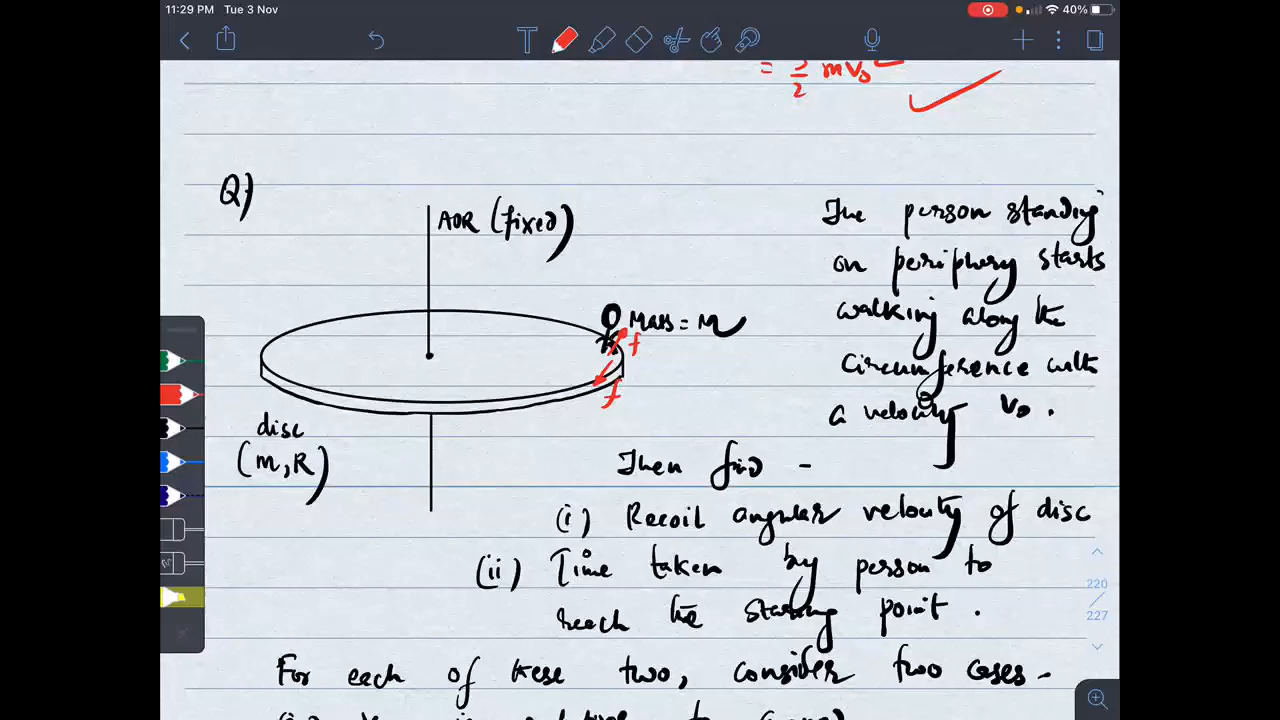 11:29 PM Tue 3 Nov
40%
mv₀
2
Q)
AOR (fixed)
Mass = M
f
f
disc
(M, R)
The person standing
on periphery starts
walking along the
circumference with
a velocity v₀.
Then find -
(i) Recoil angular velocity of disc
(ii) Time taken by person to
reach the starting point.
220
227
For each of these two, consider two cases -